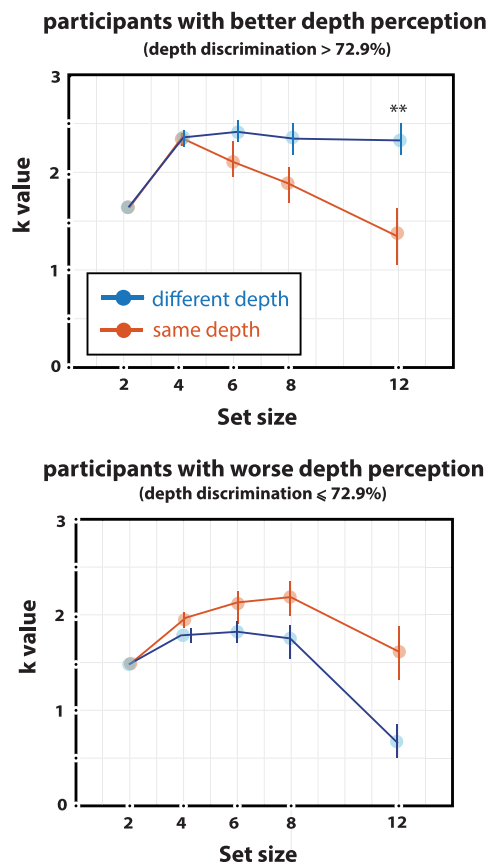 participants with better depth perception
(depth discrimination > 72.9%)
3
**
2
k value
1
different depth
same depth
0
2 4 6 8 12
Set size
participants with worse depth perception
(depth discrimination ⩽ 72.9%)
3
2
k value
1
0
2 4 6 8 12
Set size